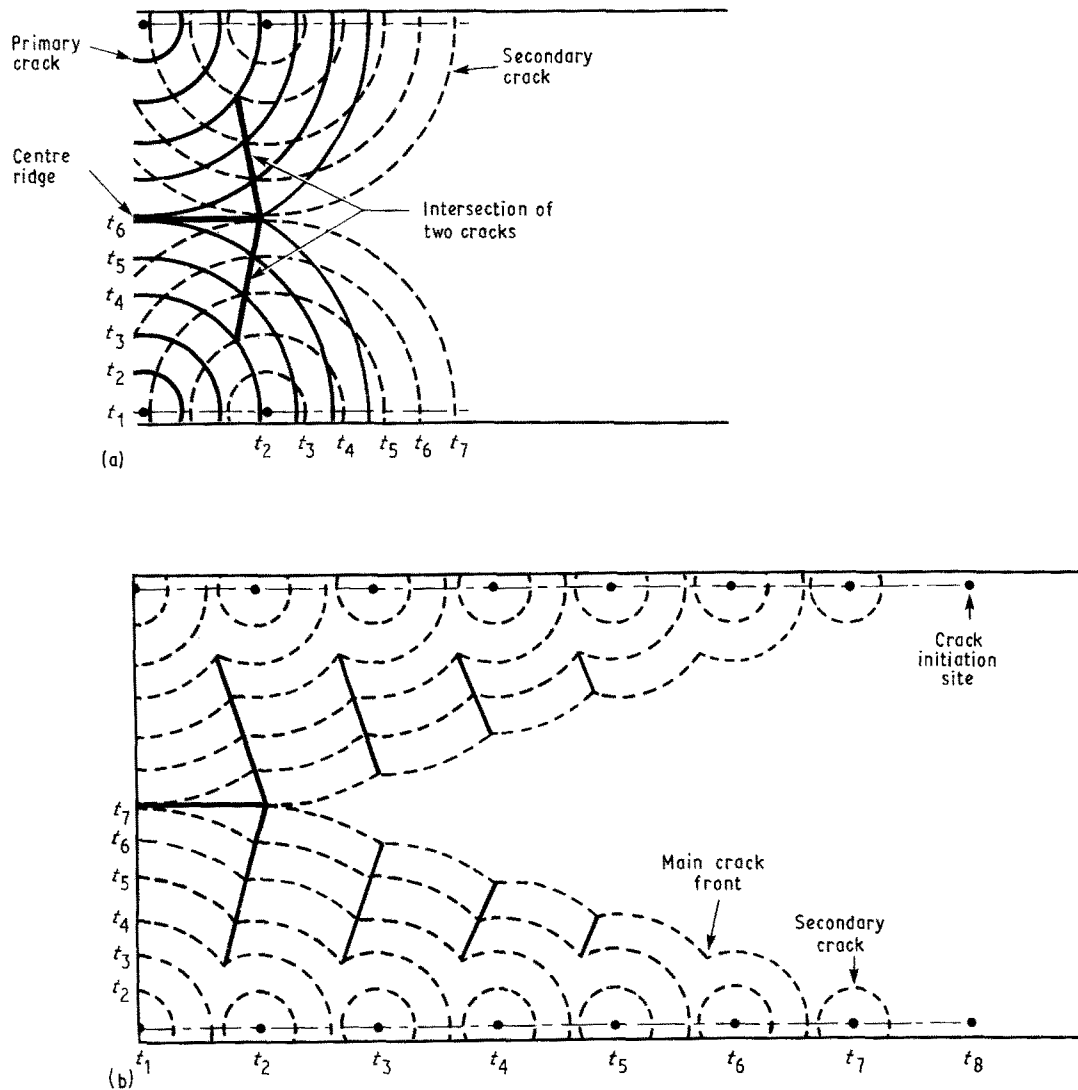 Primary
crack
Secondary
crack
Centre
ridge
Intersection of
two cracks
t6
t5
t4
t3
t2
t1
t2 t3 t4 t5 t6 t7
(a)
Crack
initiation
site
t7
t6
t5
t4
t3
t2
Main crack
front
Secondary
crack
t1 t2 t3 t4 t5 t6 t7 t8
(b)